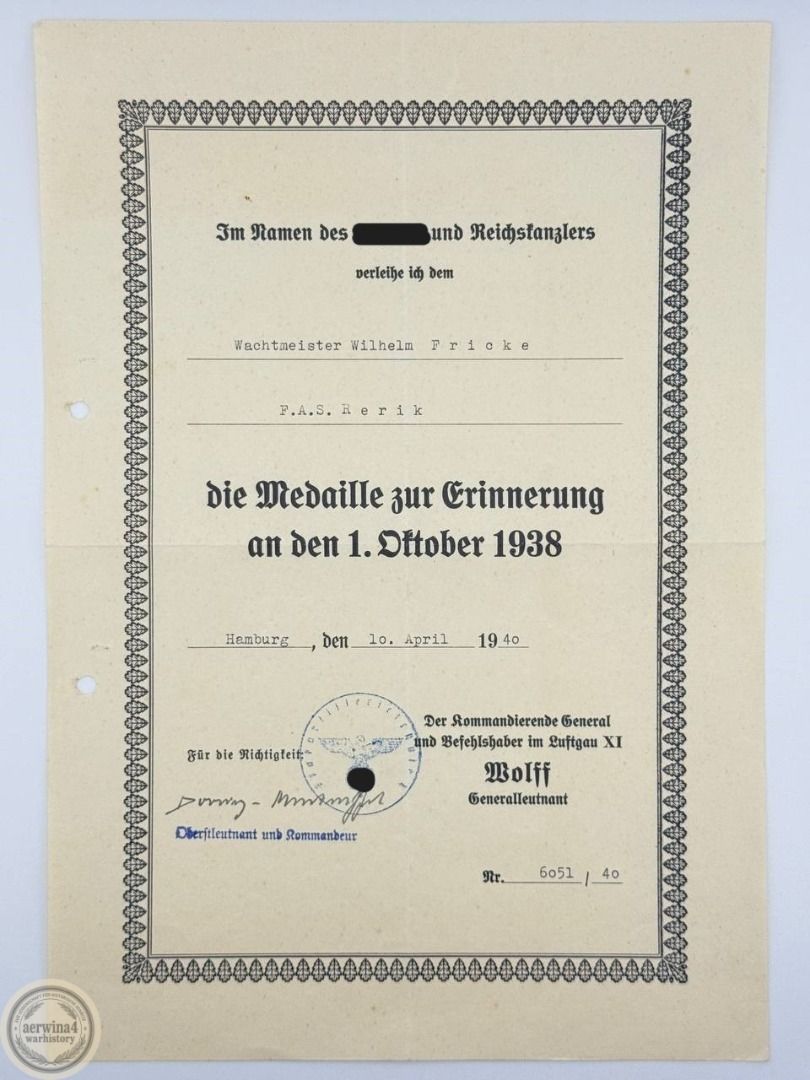 Im Namen des und Reichskanzlers
verleihe ich dem
Wachtmeister Wilhelm F r i c k e
F.A.S. R e r i k
die Medaille zur Erinnerung
an den 1. Oktober 1938
Hamburg, den 10. April 1940
Der Kommandierende General
und Befehlshaber im Luftgau XI
Für die Richtigkeit:
Wolff
Generalleutnant
Oberstleutnant und Kommandeur
Nr. 6051 / 40
aerwina4
warhistory